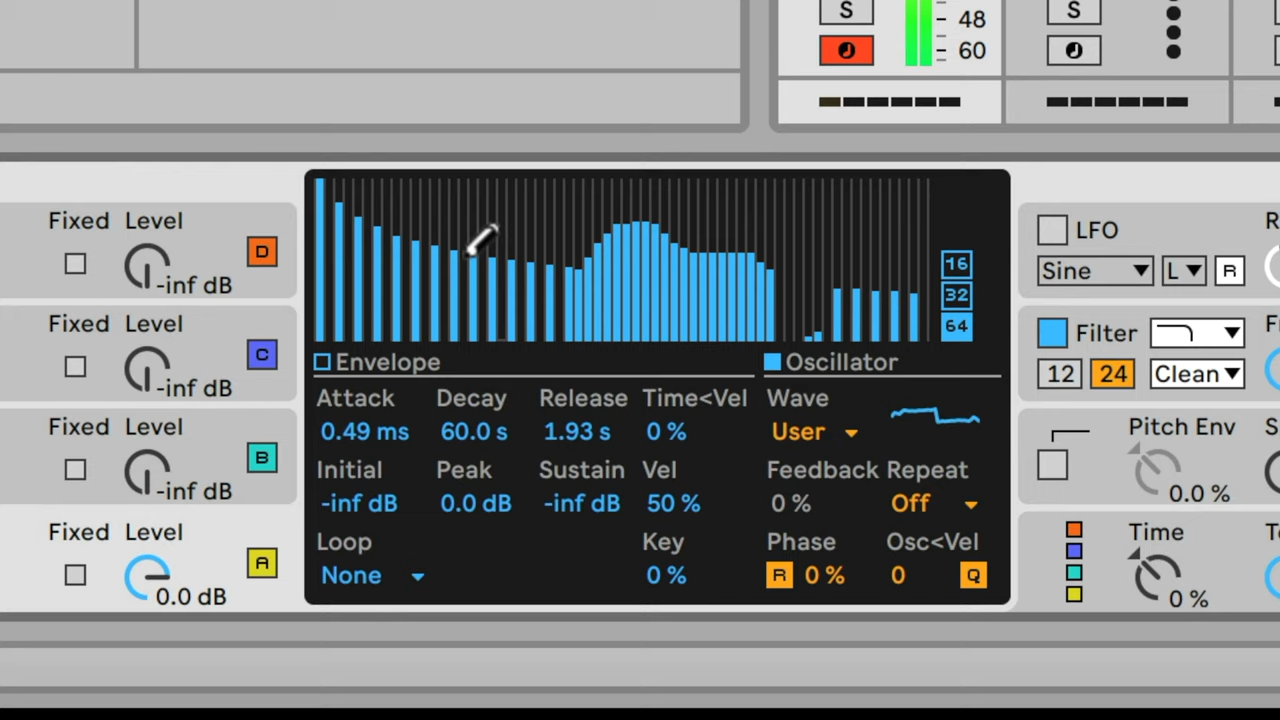 S 48 S
60
Fixed Level
D
-inf dB
Fixed Level
C
-inf dB
Fixed Level
B
-inf dB
Fixed Level
A
0.0 dB
16
32
64
Envelope Oscillator
Attack Decay Release Time<Vel Wave
0.49 ms 60.0 s 1.93 s 0 % User
Initial Peak Sustain Vel Feedback Repeat
-inf dB 0.0 dB -inf dB 50 % 0 % Off
Loop Key Phase Osc<Vel
None 0 % R 0 % 0 Q
LFO R
Sine L R
Filter
12 24 Clean
Pitch Env S
0.0 %
Time
0 %